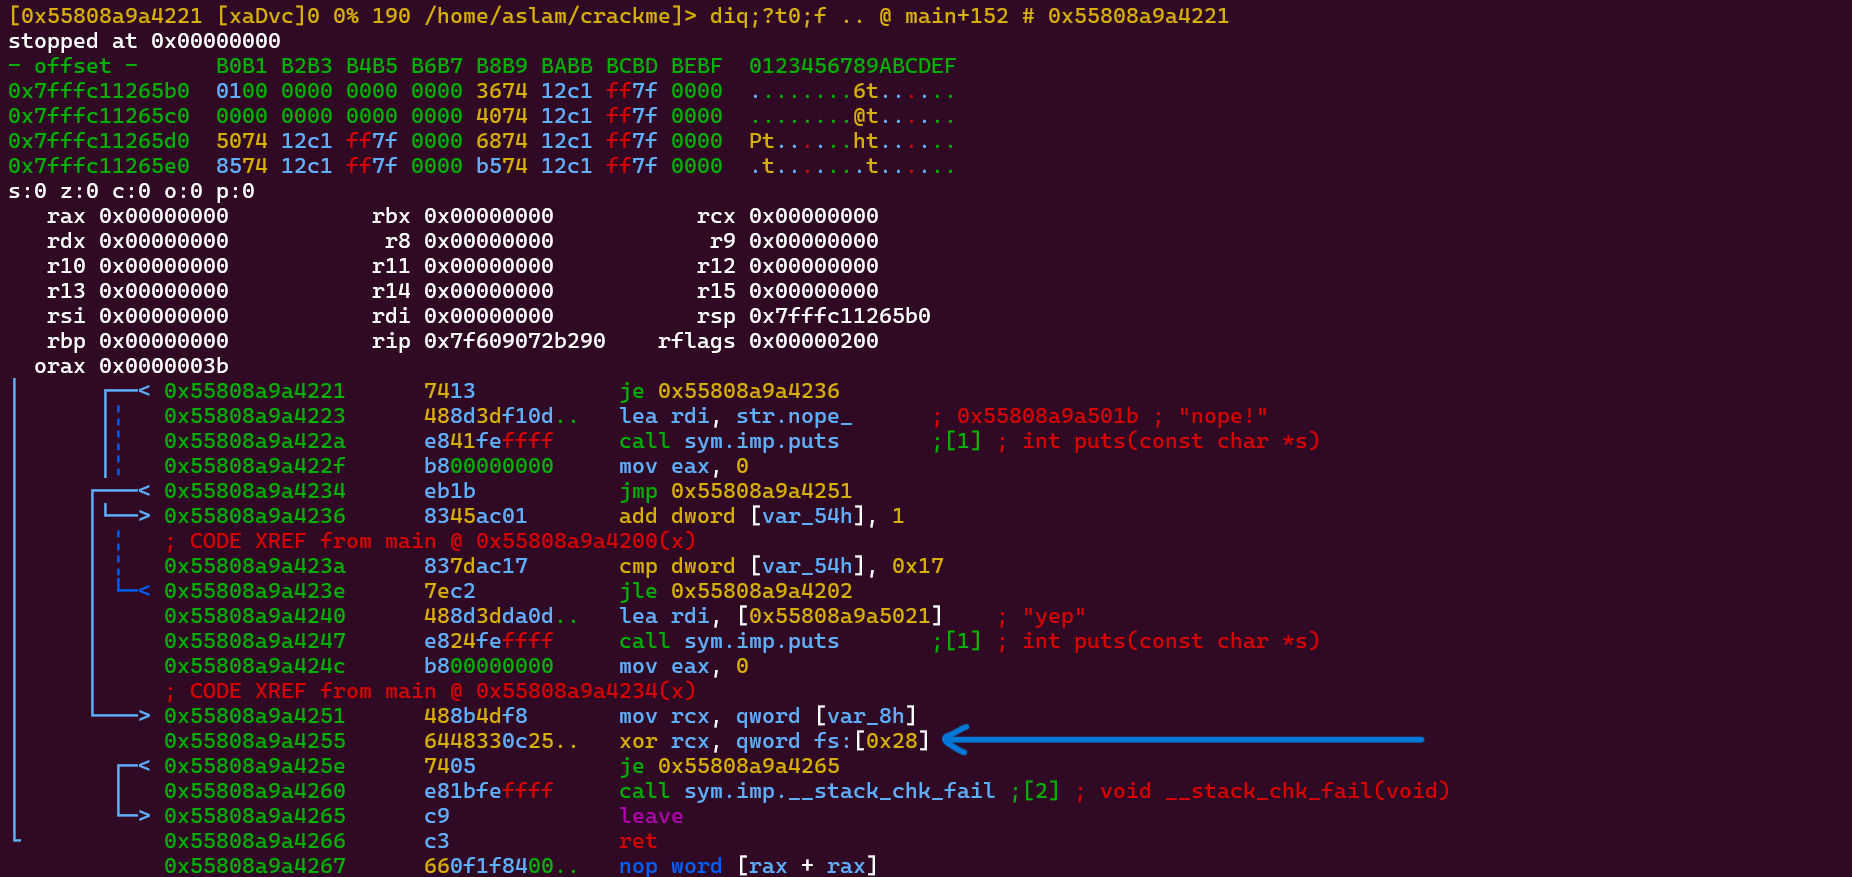 [0x55808a9a4221 [xaDvc]0 0% 190 /home/aslam/crackme]> diq;?t0;f .. @ main+152 # 0x55808a9a4221
stopped at 0x00000000
- offset -      B0B1 B2B3 B4B5 B6B7 B8B9 BABB BCBD BEBF  0123456789ABCDEF
0x7fffc11265b0  0100 0000 0000 0000 3674 12c1 ff7f 0000  ........6t......
0x7fffc11265c0  0000 0000 0000 0000 4074 12c1 ff7f 0000  ........@t......
0x7fffc11265d0  5074 12c1 ff7f 0000 6874 12c1 ff7f 0000  Pt......ht......
0x7fffc11265e0  8574 12c1 ff7f 0000 b574 12c1 ff7f 0000  .t.......t......
s:0 z:0 c:0 o:0 p:0
rax 0x00000000 rbx 0x00000000 rcx 0x00000000
rdx 0x00000000 r8 0x00000000 r9 0x00000000
r10 0x00000000 r11 0x00000000 r12 0x00000000
r13 0x00000000 r14 0x00000000 r15 0x00000000
rsi 0x00000000 rdi 0x00000000 rsp 0x7fffc11265b0
rbp 0x00000000 rip 0x7f609072b290 rflags 0x00000200
orax 0x0000003b
< 0x55808a9a4221 7413 je 0x55808a9a4236
0x55808a9a4223 488d3df10d.. lea rdi, str.nope_ ; 0x55808a9a501b ; "nope!"
0x55808a9a422a e841feffff call sym.imp.puts ;[1] ; int puts(const char *s)
0x55808a9a422f b800000000 mov eax, 0
< 0x55808a9a4234 eb1b jmp 0x55808a9a4251
> 0x55808a9a4236 8345ac01 add dword [var_54h], 1
; CODE XREF from main @ 0x55808a9a4200(x)
0x55808a9a423a 837dac17 cmp dword [var_54h], 0x17
< 0x55808a9a423e 7ec2 jle 0x55808a9a4202
0x55808a9a4240 488d3dda0d.. lea rdi, [0x55808a9a5021] ; "yep"
0x55808a9a4247 e824feffff call sym.imp.puts ;[1] ; int puts(const char *s)
0x55808a9a424c b800000000 mov eax, 0
; CODE XREF from main @ 0x55808a9a4234(x)
> 0x55808a9a4251 488b4df8 mov rcx, qword [var_8h]
0x55808a9a4255 6448330c25.. xor rcx, qword fs:[0x28]
< 0x55808a9a425e 7405 je 0x55808a9a4265
0x55808a9a4260 e81bfeffff call sym.imp.__stack_chk_fail ;[2] ; void __stack_chk_fail(void)
> 0x55808a9a4265 c9 leave
0x55808a9a4266 c3 ret
0x55808a9a4267 660f1f8400.. nop word [rax + rax]